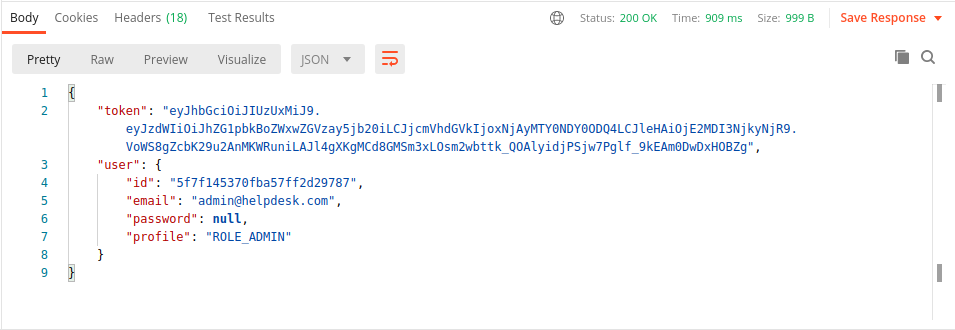 Body Cookies Headers (18) Test Results Status: 200 OK Time: 909 ms Size: 999 B Save Response
Pretty Raw Preview Visualize JSON
1 {
2 "token": "eyJhbGciOiJIUzUxMiJ9.
eyJzdWIiOiJhZG1pbkBoZWxwZGVzay5jb20iLCJjcmVhdGVkIjoxNjAyMTY0NDY0ODQ4LCJleHAiOjE2MDI3NjkyNjR9.
VoWS8gZcbK29u2AnMKWRuniLAJl4gXKgMCd8GMSm3xLOsm2wbttk_QOAlyidjPSjw7Pglf_9kEAm0DwDxHOBZg",
3 "user": {
4 "id": "5f7f145370fba57ff2d29787",
5 "email": "admin@helpdesk.com",
6 "password": null,
7 "profile": "ROLE_ADMIN"
8 }
9 }